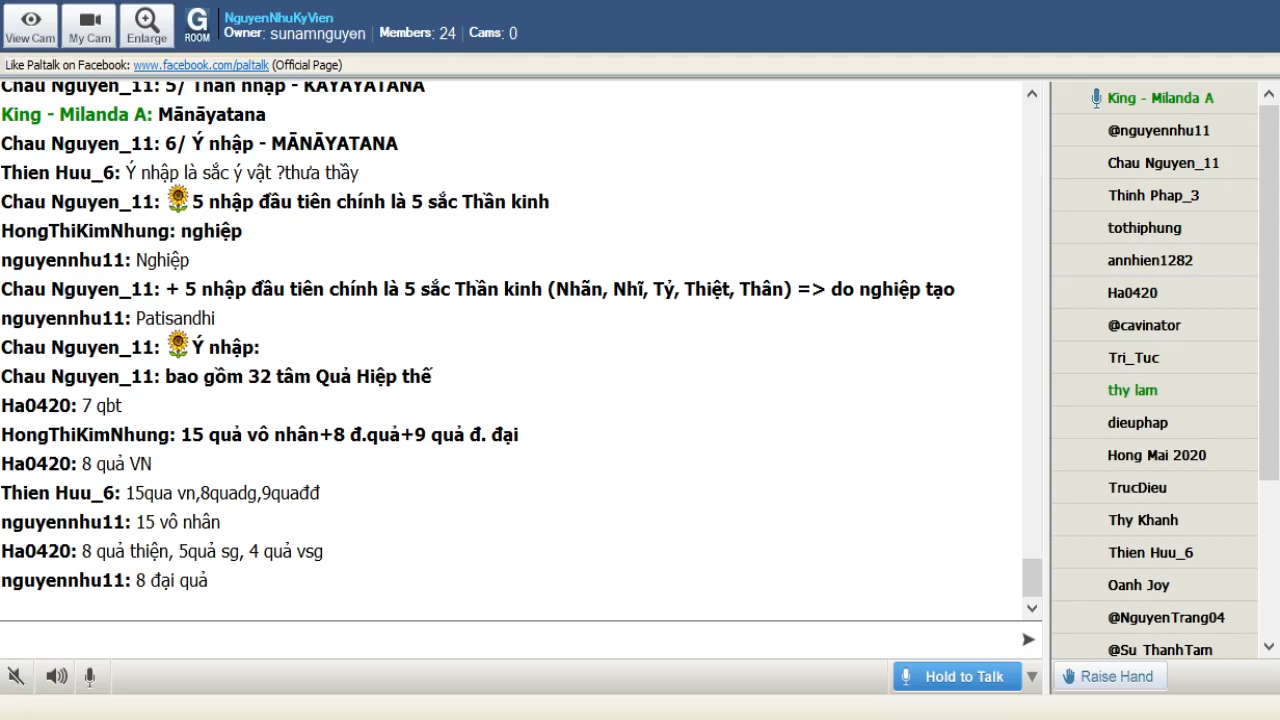 View Cam
My Cam
Enlarge
G
ROOM
NguyenNhuKyVien
Owner: sunamnguyen | Members: 24 | Cams: 0
Like Paltalk on Facebook: www.facebook.com/paltalk (Official Page)
Chau Nguyen_11: 5/ Thân nhập - KĀYĀYATANA
King - Milanda A: Mānāyatana
Chau Nguyen_11: 6/ Ý nhập - MĀNĀYATANA
Thien Huu_6: Ý nhập là sắc ý vật ?thưa thầy
Chau Nguyen_11: 5 nhập đầu tiên chính là 5 sắc Thần kinh
HongThiKimNhung: nghiệp
nguyennhu11: Nghiệp
Chau Nguyen_11: + 5 nhập đầu tiên chính là 5 sắc Thần kinh (Nhãn, Nhĩ, Tỷ, Thiệt, Thân) => do nghiệp tạo
nguyennhu11: Patisandhi
Chau Nguyen_11: Ý nhập:
Chau Nguyen_11: bao gồm 32 tâm Quả Hiệp thế
Ha0420: 7 qbt
HongThiKimNhung: 15 quả vô nhân+8 đ.quả+9 quả đ. đại
Ha0420: 8 quả VN
Thien Huu_6: 15qua vn,8quadg,9quađđ
nguyennhu11: 15 vô nhân
Ha0420: 8 quả thiện, 5quả sg, 4 quả vsg
nguyennhu11: 8 đại quả
King - Milanda A
@nguyennhu11
Chau Nguyen_11
Thinh Phap_3
tothiphung
annhien1282
Ha0420
@cavinator
Tri_Tuc
thy lam
dieuphap
Hong Mai 2020
TrucDieu
Thy Khanh
Thien Huu_6
Oanh Joy
@NguyenTrang04
@Su ThanhTam
Hold to Talk
Raise Hand